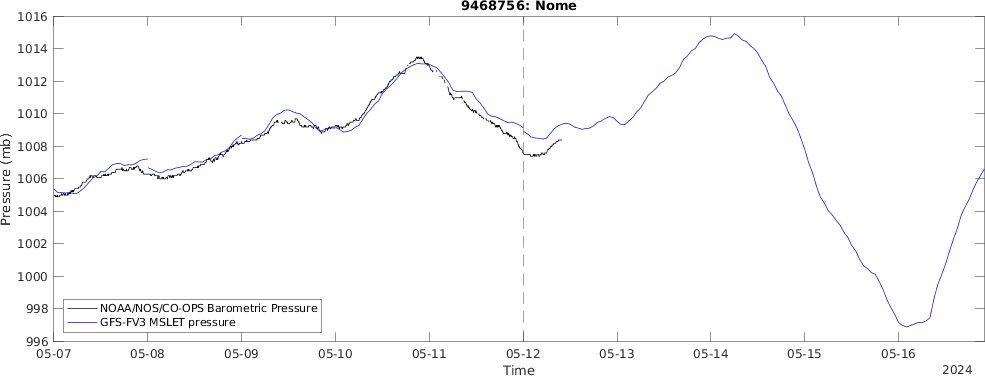 9468756: Nome
Pressure (mb)
1016
1014
1012
1010
1008
1006
1004
1002
1000
998
996
NOAA/NOS/CO-OPS Barometric Pressure
GFS-FV3 MSLET pressure
05-07 05-08 05-09 05-10 05-11 05-12 05-13 05-14 05-15 05-16
Time
2024